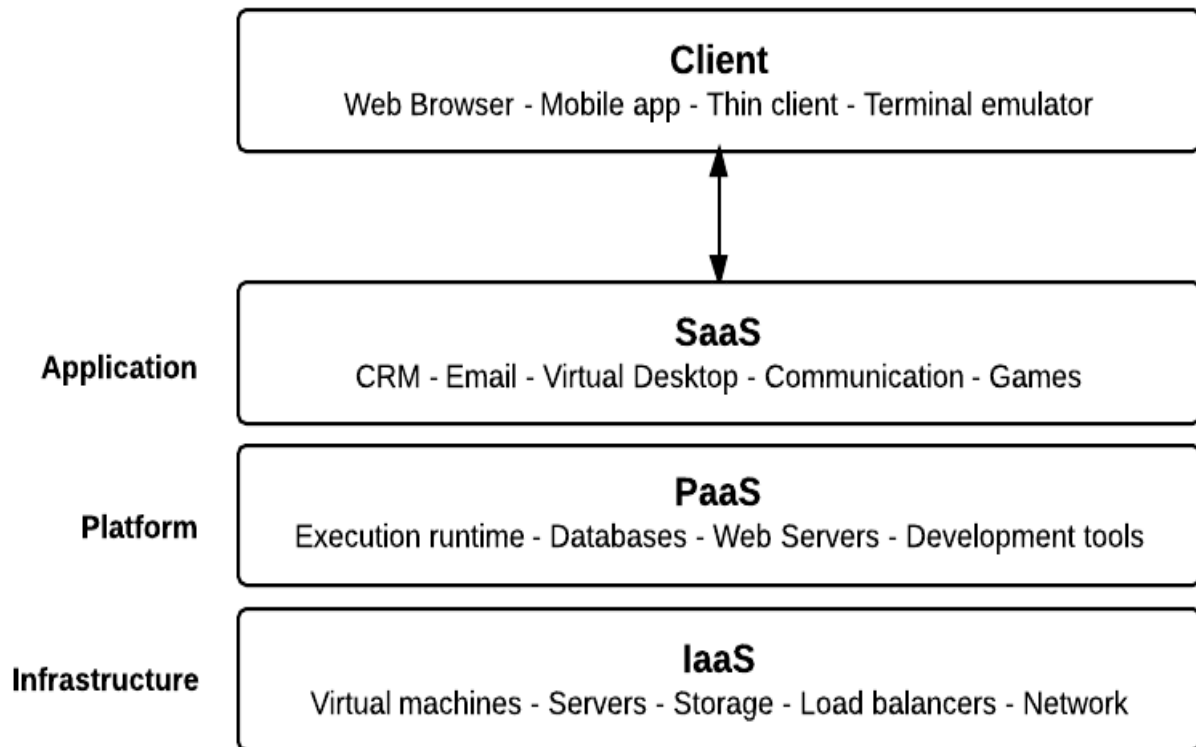 Client
Web Browser - Mobile app - Thin client - Terminal emulator
SaaS
Application
CRM - Email - Virtual Desktop - Communication - Games
PaaS
Platform
Execution runtime - Databases - Web Servers - Development tools
IaaS
Infrastructure
Virtual machines - Servers - Storage - Load balancers - Network